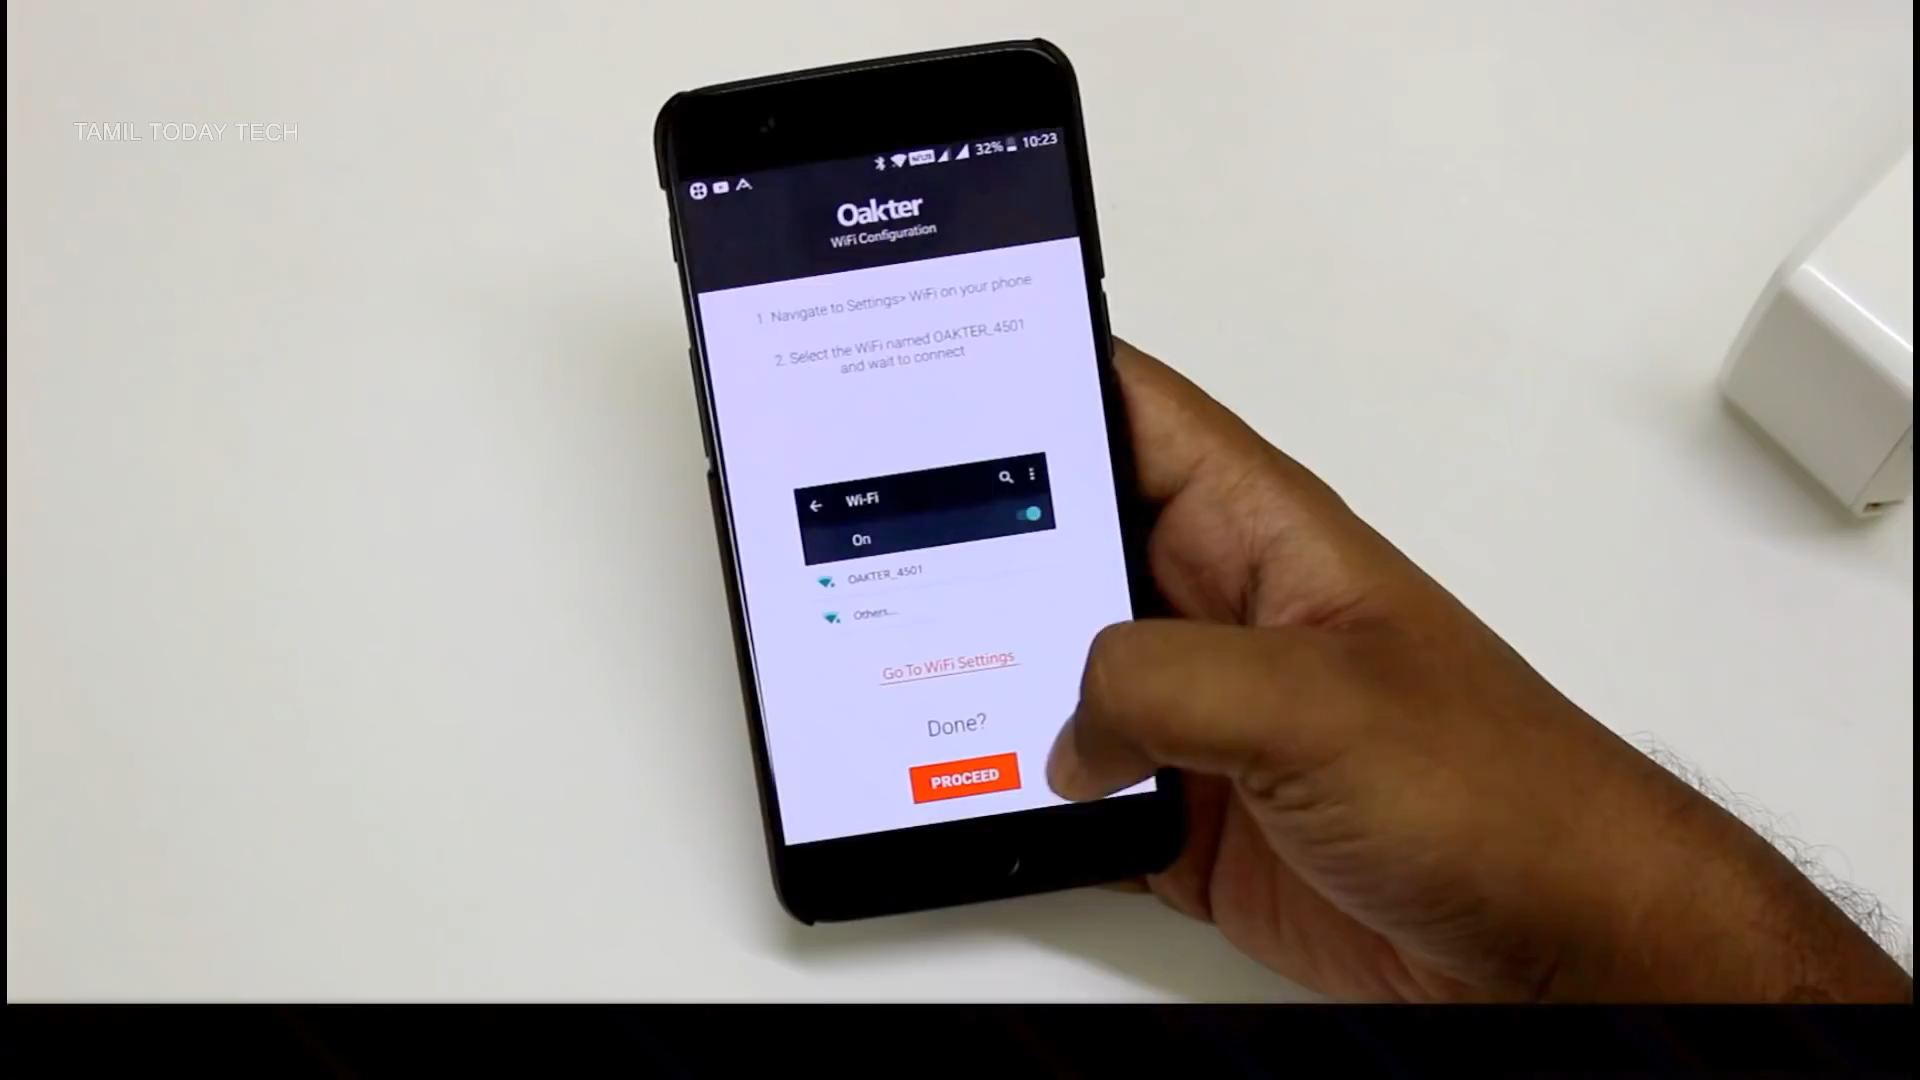 TAMIL TODAY TECH
32% 10:23
Oakter
WiFi Configuration
1. Navigate to Settings> WiFi on your phone
2. Select the WiFi named OAKTER_4501
and wait to connect
Wi-Fi
On
OAKTER_4501
Others...
Go To WiFi Settings
Done?
PROCEED